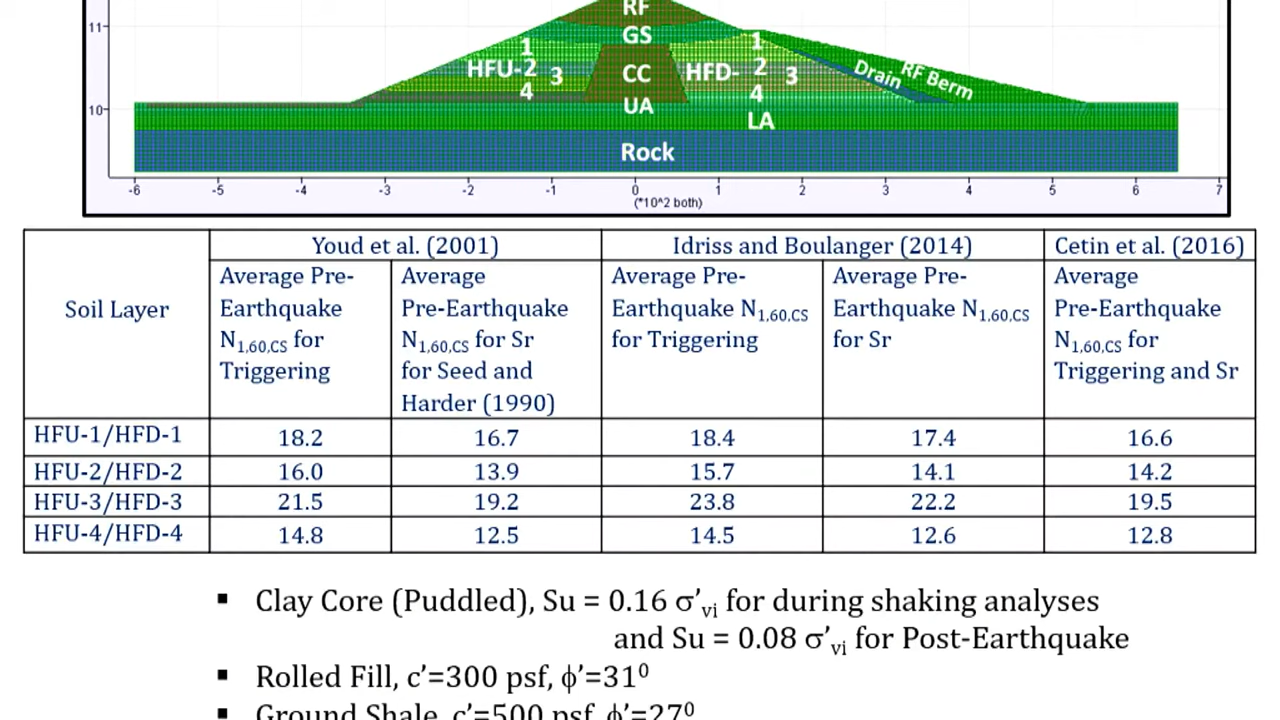 RF
11
GS
1
1
HFU-2 3
CC
HFD- 2 3
Drain
RF Berm
4
4
10
UA
LA
Rock
-6 -5 -4 -3 -2 -1 0 1 2 3 4 5 6 7
(*10^2 both)
Youd et al. (2001) Idriss and Boulanger (2014) Cetin et al. (2016)
Soil Layer
Average Pre-
Earthquake
N1,60,CS for
Triggering
Average
Pre-Earthquake
N1,60,CS for Sr
for Seed and
Harder (1990)
Average Pre-
Earthquake N1,60,CS
for Triggering
Average Pre-
Earthquake N1,60,CS
for Sr
Average
Pre-Earthquake
N1,60,CS for
Triggering and Sr
HFU-1/HFD-1 18.2 16.7 18.4 17.4 16.6
HFU-2/HFD-2 16.0 13.9 15.7 14.1 14.2
HFU-3/HFD-3 21.5 19.2 23.8 22.2 19.5
HFU-4/HFD-4 14.8 12.5 14.5 12.6 12.8
▪ Clay Core (Puddled), Su = 0.16 σ’vi for during shaking analyses
and Su = 0.08 σ’vi for Post-Earthquake
▪ Rolled Fill, c’=300 psf, ϕ’=31⁰
▪ Ground Shale, c’=500 psf, ϕ’=27⁰